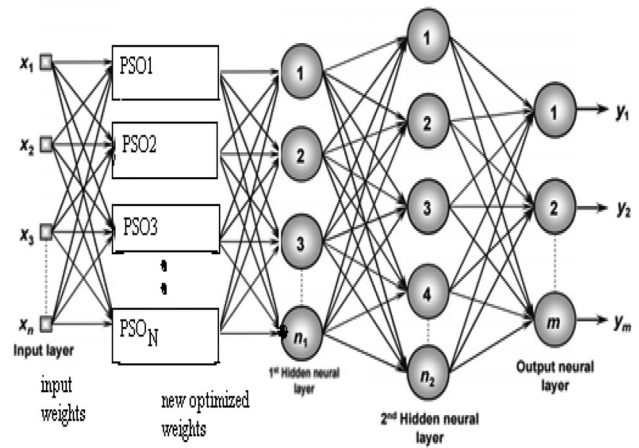 x1
x2
x3
xn
PSO1
PSO2
PSO3
PSON
1
2
3
n1
1
2
3
4
n2
1
2
m
y1
y2
ym
Input layer
1st Hidden neural
layer
2nd Hidden neural
layer
Output neural
layer
input
weights
new optimized
weights